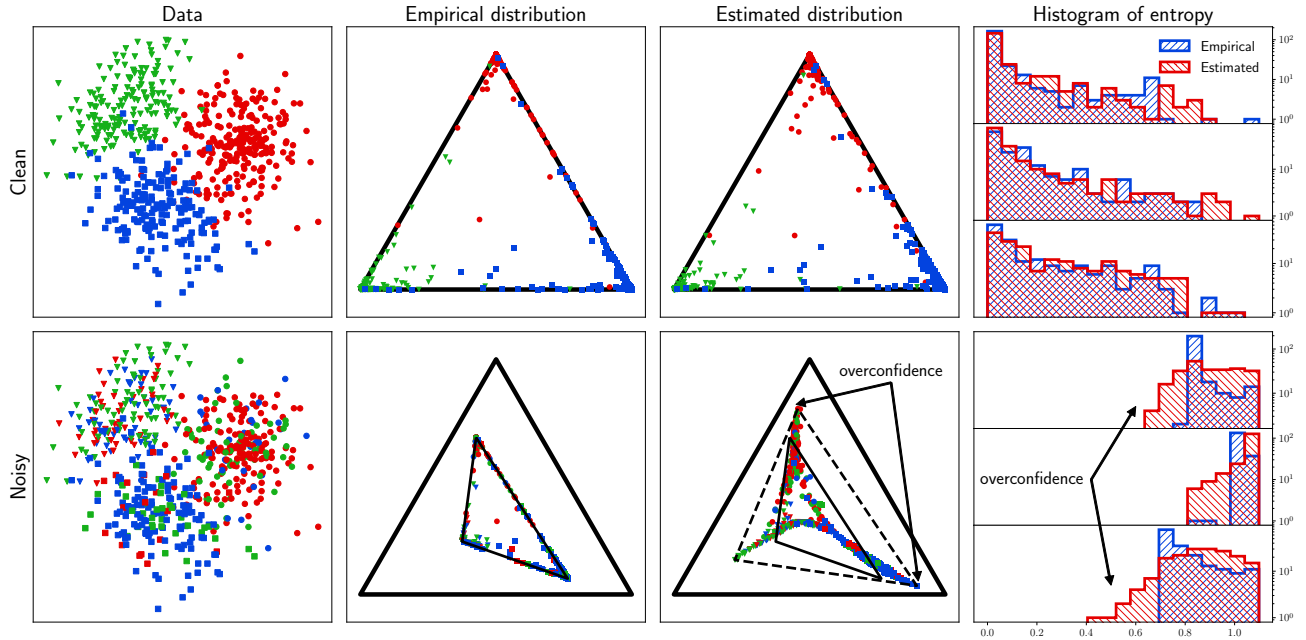 Data
Empirical distribution
Estimated distribution
Histogram of entropy
Clean
Empirical
Estimated
10²
10¹
10⁰
10²
10¹
10⁰
10²
10¹
10⁰
Noisy
overconfidence
overconfidence
10²
10¹
10²
10¹
10²
10¹
10⁰
0.0 0.2 0.4 0.6 0.8 1.0